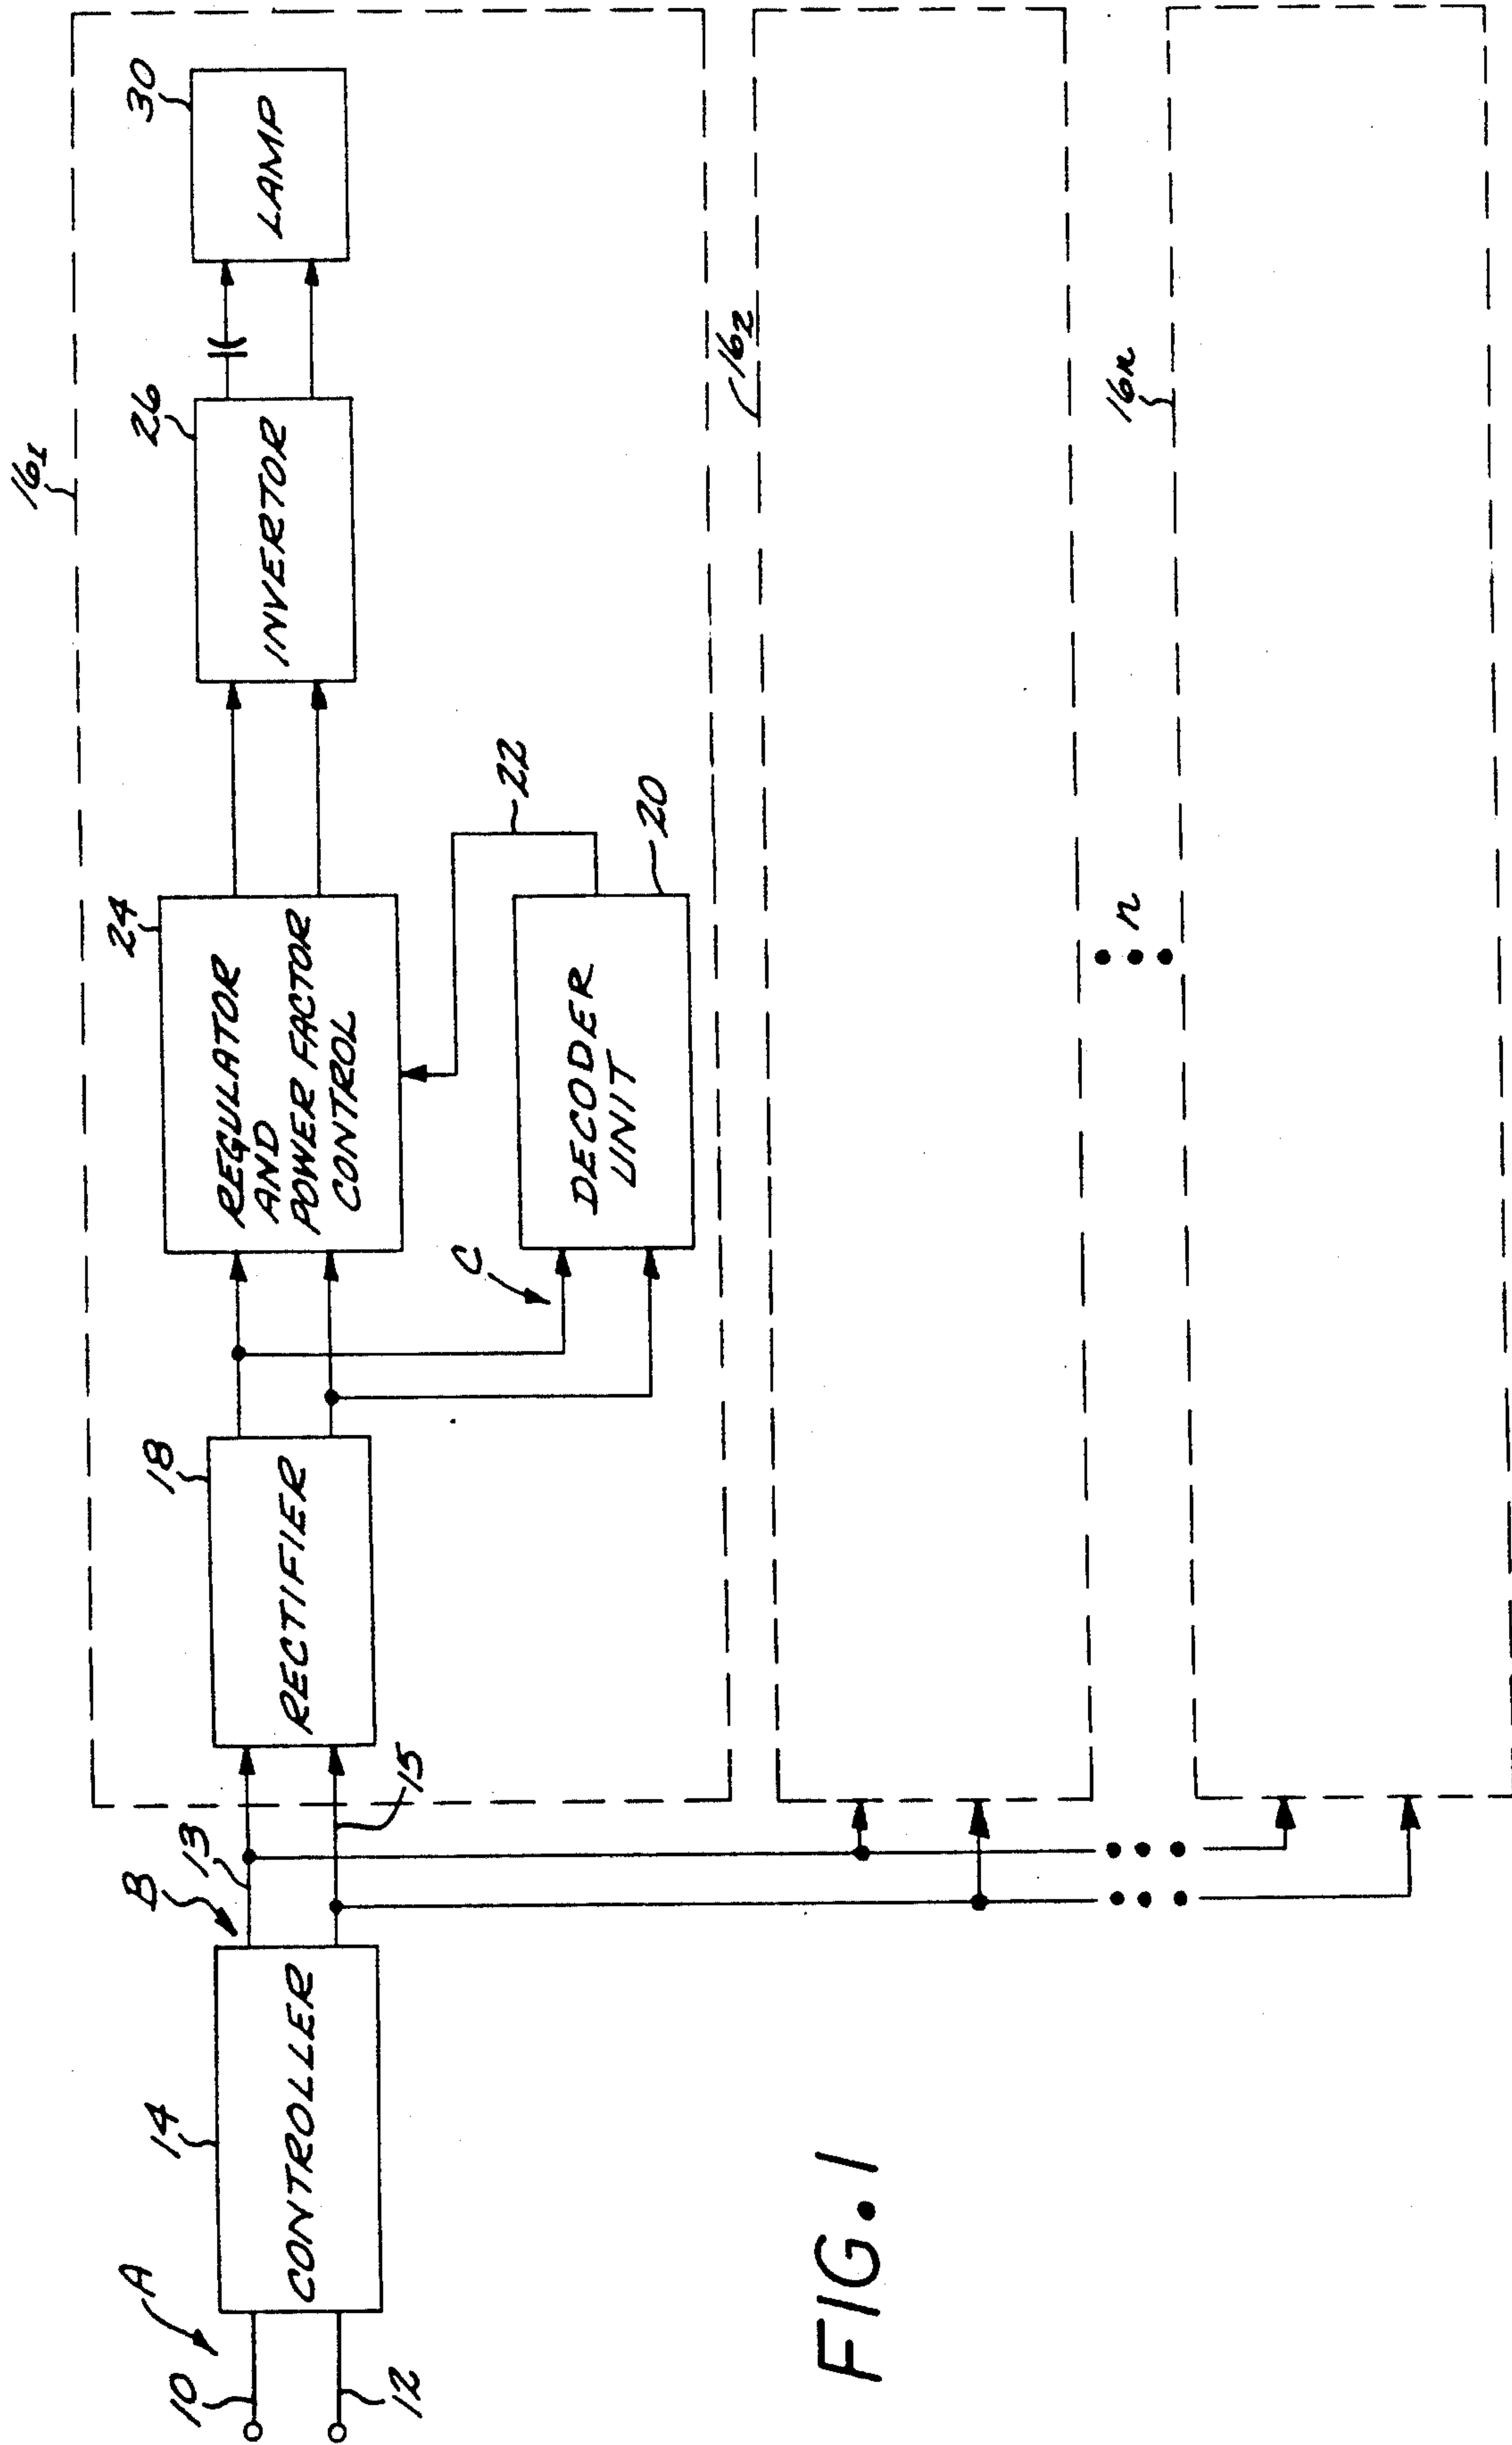 16₁
24
26
30
18
14
A
B
13
10
12
15
CONTROLLER
RECTIFIER
REGULATOR
AND
POWER FACTOR
CONTROL
INVERTOR
LAMP
C
22
20
DECODER
UNIT
16₂
n
16n
FIG. 1